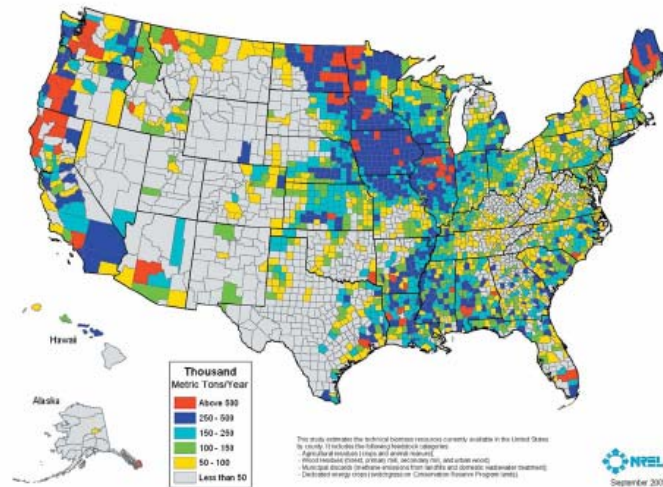 Hawaii
Alaska
Thousand
Metric Tons/Year
Above 500
250 - 500
150 - 250
100 - 150
50 - 100
Less than 50
This study estimates the technical biomass resources currently available in the United States
by county. It includes the following feedstock categories:
- Agricultural residues (crops and animal manure);
- Wood residues (forest, primary mill, secondary mill, and urban wood);
- Municipal discards (methane emissions from landfills and domestic wastewater treatment);
- Dedicated energy crops (switchgrass on Conservation Reserve Program lands).
NREL
September